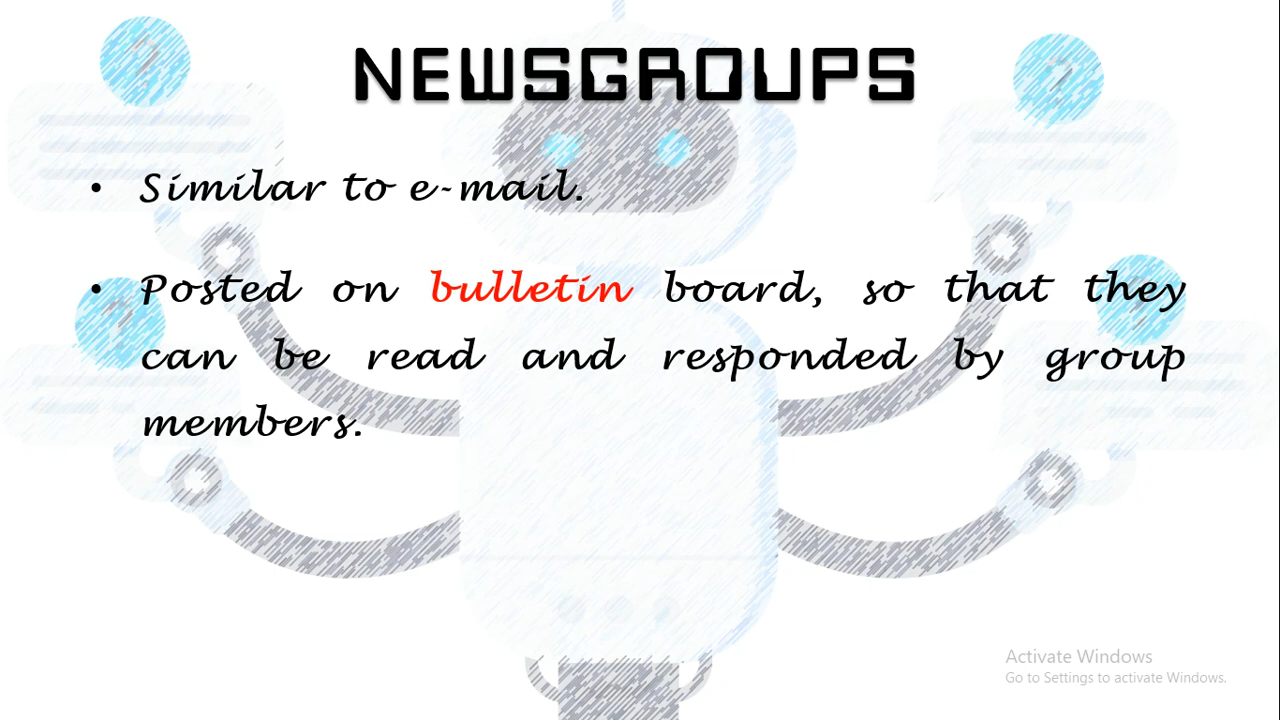 NEWSGROUPS
• Similar to e-mail.
• Posted on bulletin board, so that they
can be read and responded by group
members.
Activate Windows
Go to Settings to activate Windows.